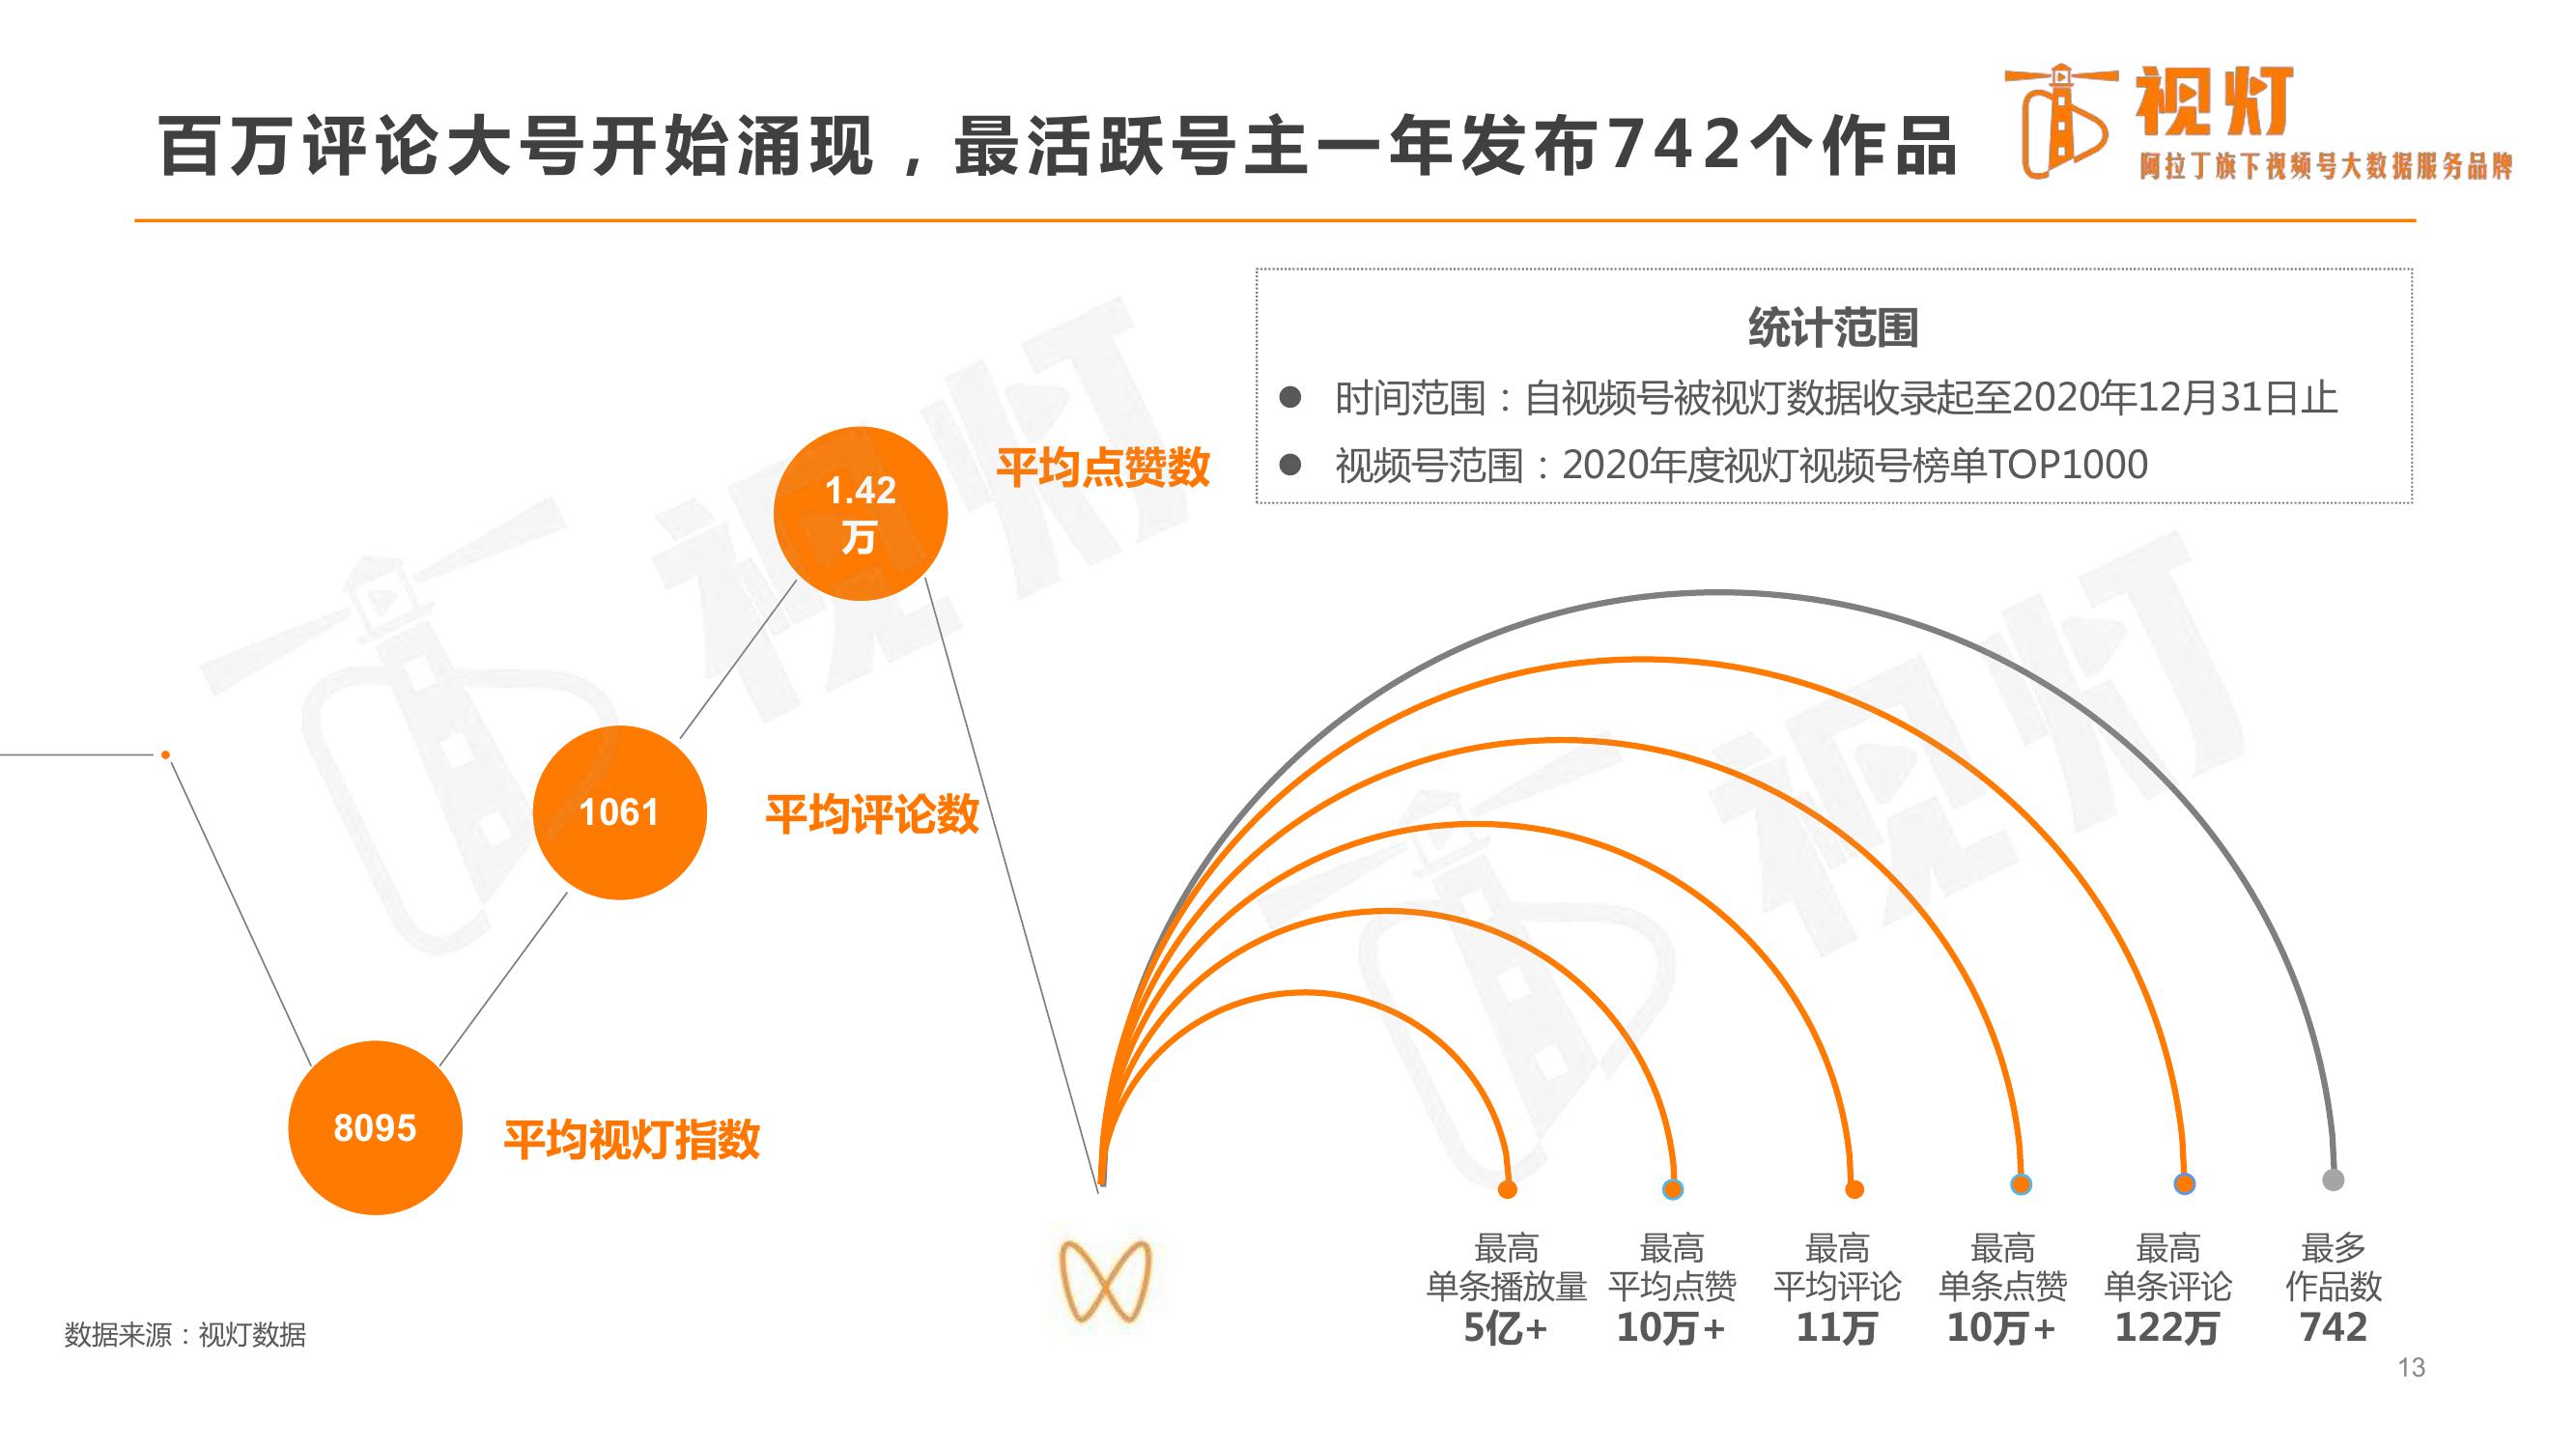 百万评论大号开始涌现，最活跃号主一年发布742个作品
视灯
阿拉丁旗下视频号大数据服务品牌
统计范围
● 时间范围：自视频号被视灯数据收录起至2020年12月31日止
● 视频号范围：2020年度视灯视频号榜单TOP1000
1.42
万
平均点赞数
1061
平均评论数
8095
平均视灯指数
最高
单条播放量
5亿+
最高
平均点赞
10万+
最高
平均评论
11万
最高
单条点赞
10万+
最高
单条评论
122万
最多
作品数
742
数据来源：视灯数据
13
视灯
视灯